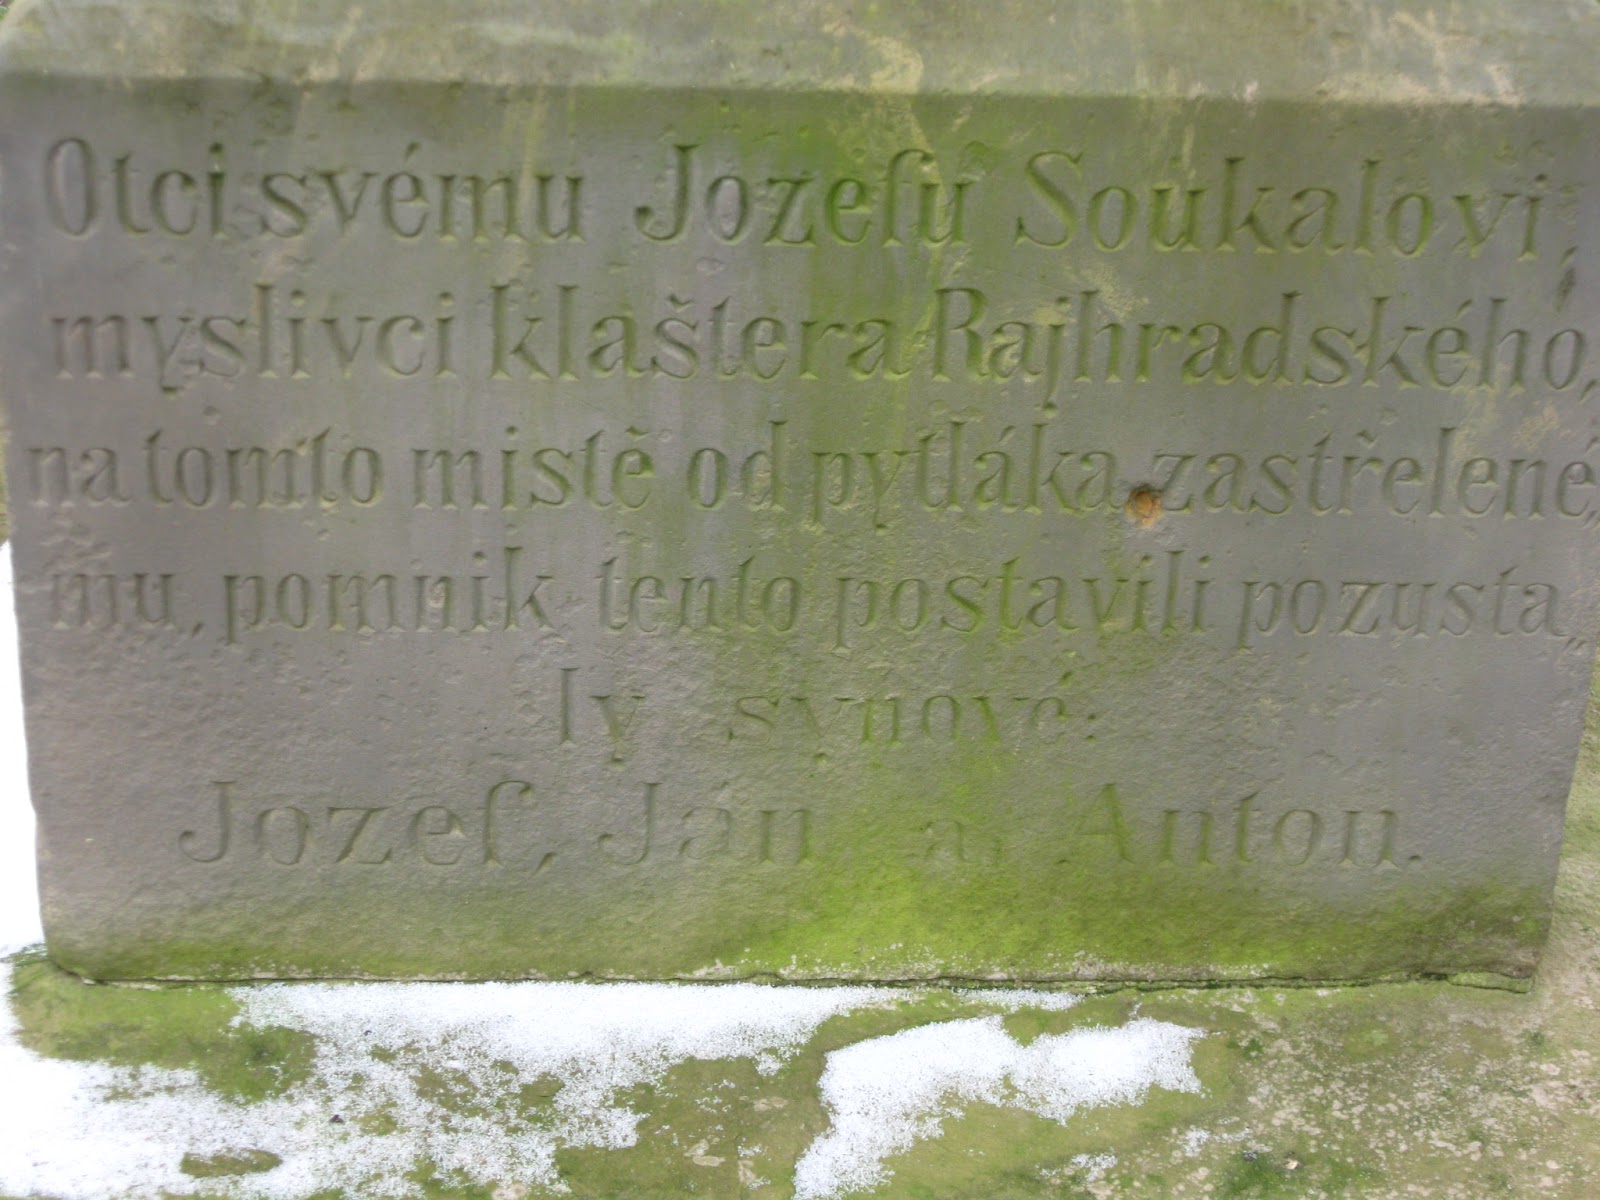 Otci svému Jozefu Soukalovi,
myslivci klaštera Rajhradského,
na tomto mistě od pytláka zastřelené„
mu, pomnik tento postavili pozusta„
ly synové:
Jozef, Jan a Anton.